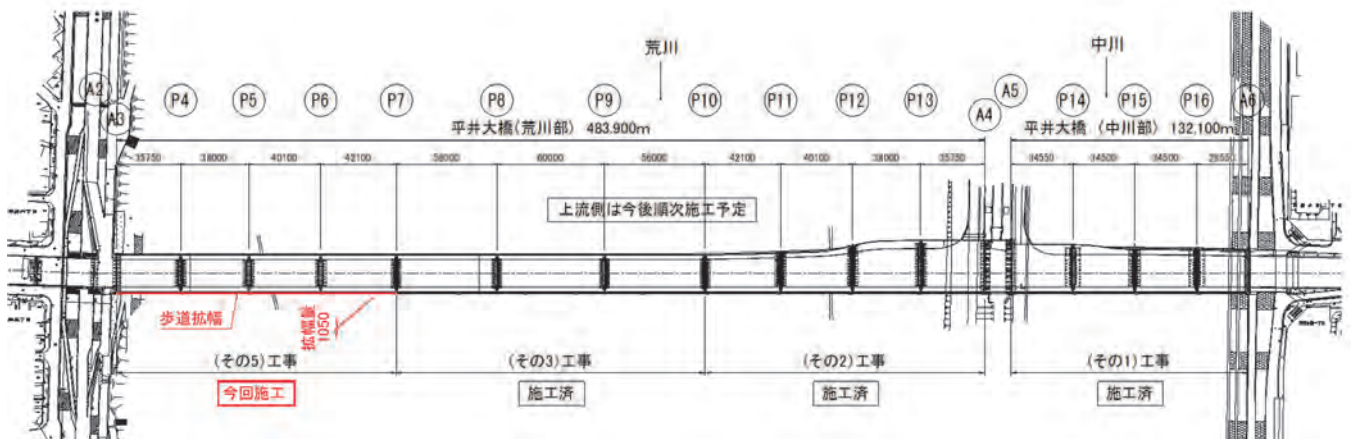 荒川
中川
A2
A3
P4
P5
P6
P7
P8
P9
P10
P11
P12
P13
A4
A5
P14
P15
P16
A6
平井大橋(荒川部) 483.900m
平井大橋 (中川部) 132.100m
35750
38000
40100
42100
58000
60000
56000
42100
40100
38000
35750
34550
34500
34500
28550
上流側は今後順次施工予定
歩道拡幅
拡幅量
1050
(その5)工事
(その3)工事
(その2)工事
(その1)工事
今回施工
施工済
施工済
施工済